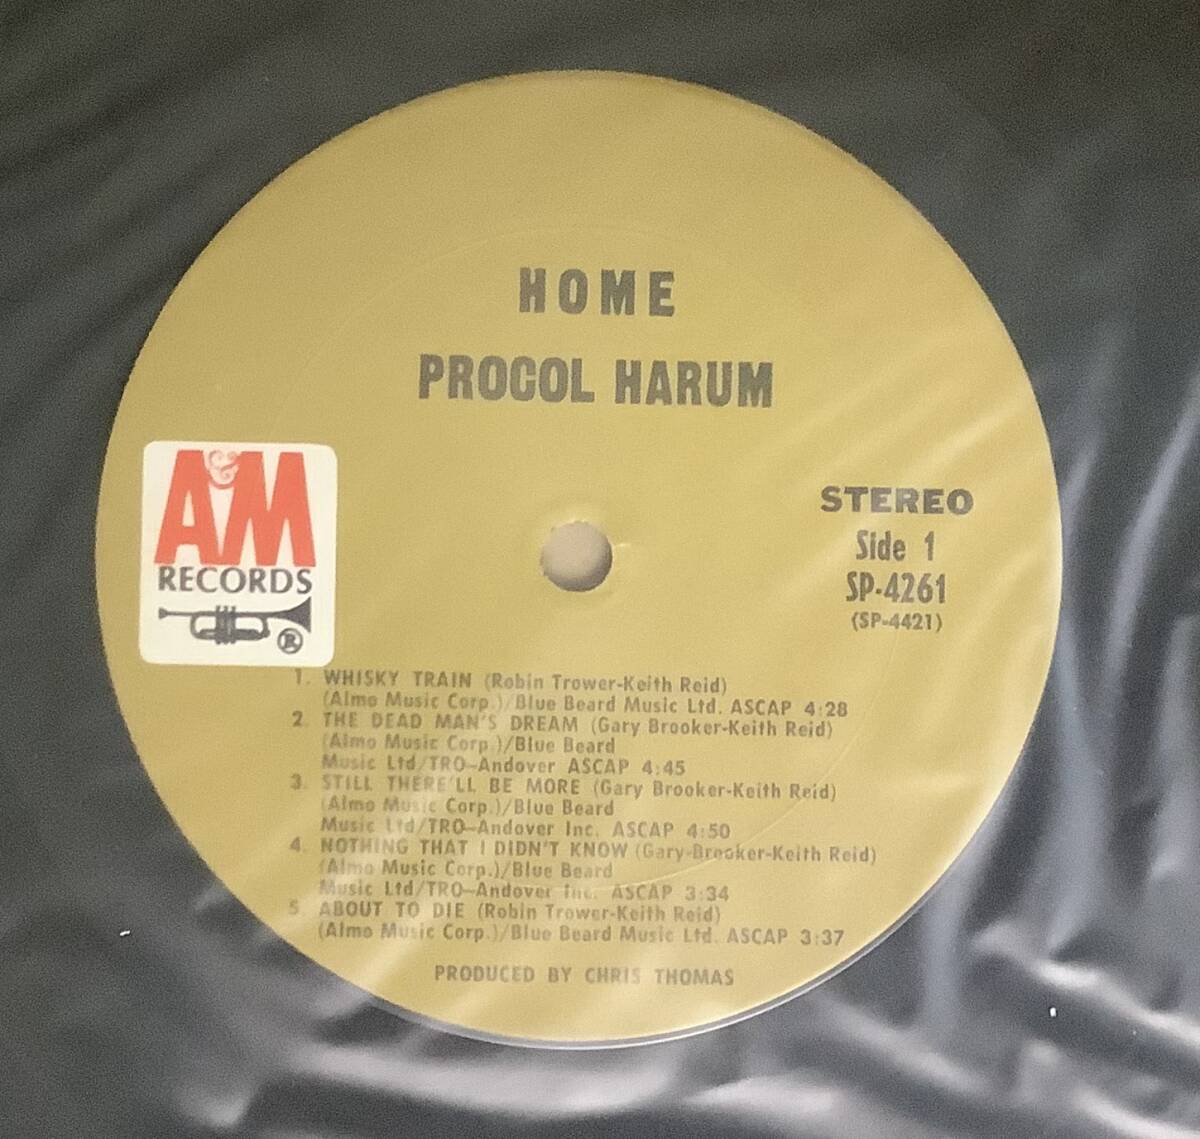 HOME
PROCOL HARUM
A&M
RECORDS
®
STEREO
Side 1
SP-4261
(SP-4421)
1. WHISKY TRAIN (Robin Trower-Keith Reid)
(Almo Music Corp.)/Blue Beard Music Ltd. ASCAP 4:28
2. THE DEAD MAN'S DREAM (Gary Brooker-Keith Reid)
(Almo Music Corp.)/Blue Beard
Music Ltd/TRO-Andover ASCAP 4:45
3. STILL THERE'LL BE MORE (Gary Brooker-Keith Reid)
(Almo Music Corp.)/Blue Beard
Music Ltd/TRO-Andover Inc. ASCAP 4:50
4. NOTHING THAT I DIDN'T KNOW (Gary-Brooker-Keith Reid)
(Almo Music Corp.)/Blue Beard
Music Ltd/TRO-Andover Inc. ASCAP 3:34
5. ABOUT TO DIE (Robin Trower-Keith Reid)
(Almo Music Corp.)/Blue Beard Music Ltd. ASCAP 3:37
PRODUCED BY CHRIS THOMAS